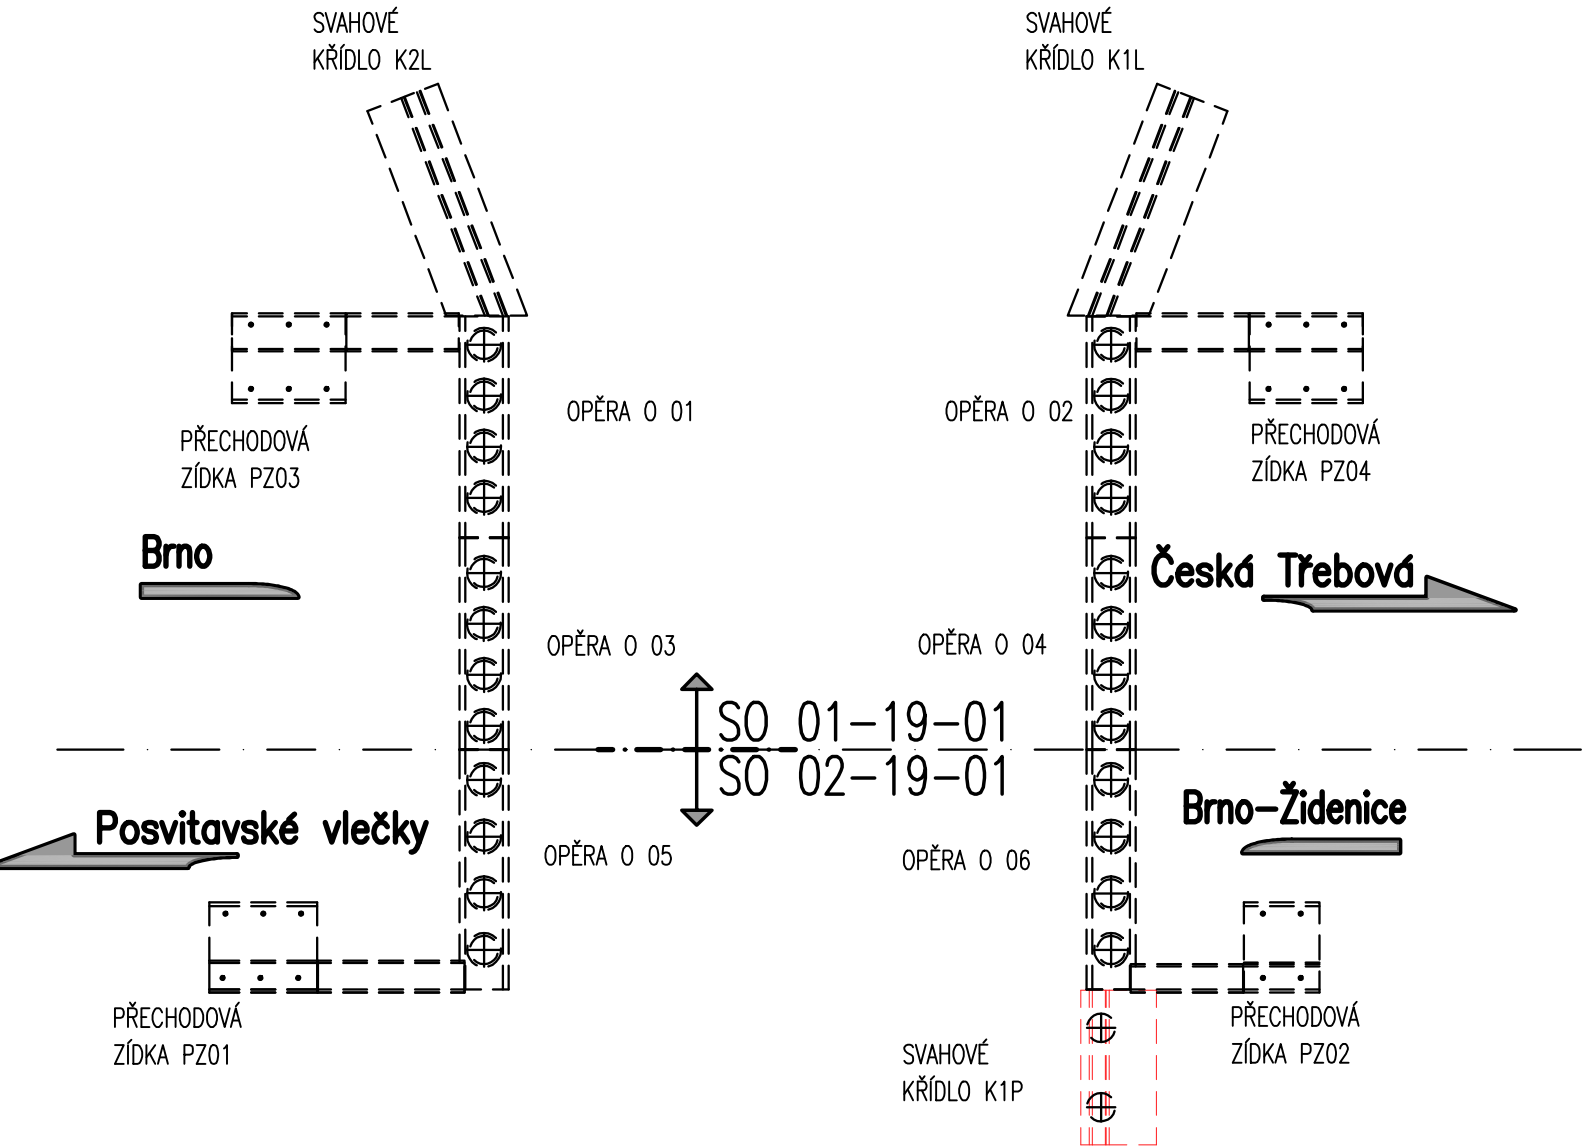 SVAHOVÉ
KŘÍDLO K2L
SVAHOVÉ
KŘÍDLO K1L
OPĚRA O 01
OPĚRA O 02
PŘECHODOVÁ
ZÍDKA PZ03
PŘECHODOVÁ
ZÍDKA PZ04
Brno
Česká Třebová
OPĚRA O 03
OPĚRA O 04
SO 01-19-01
SO 02-19-01
Posvitavské vlečky
Brno-Židenice
OPĚRA O 05
OPĚRA O 06
PŘECHODOVÁ
ZÍDKA PZ01
PŘECHODOVÁ
ZÍDKA PZ02
SVAHOVÉ
KŘÍDLO K1P